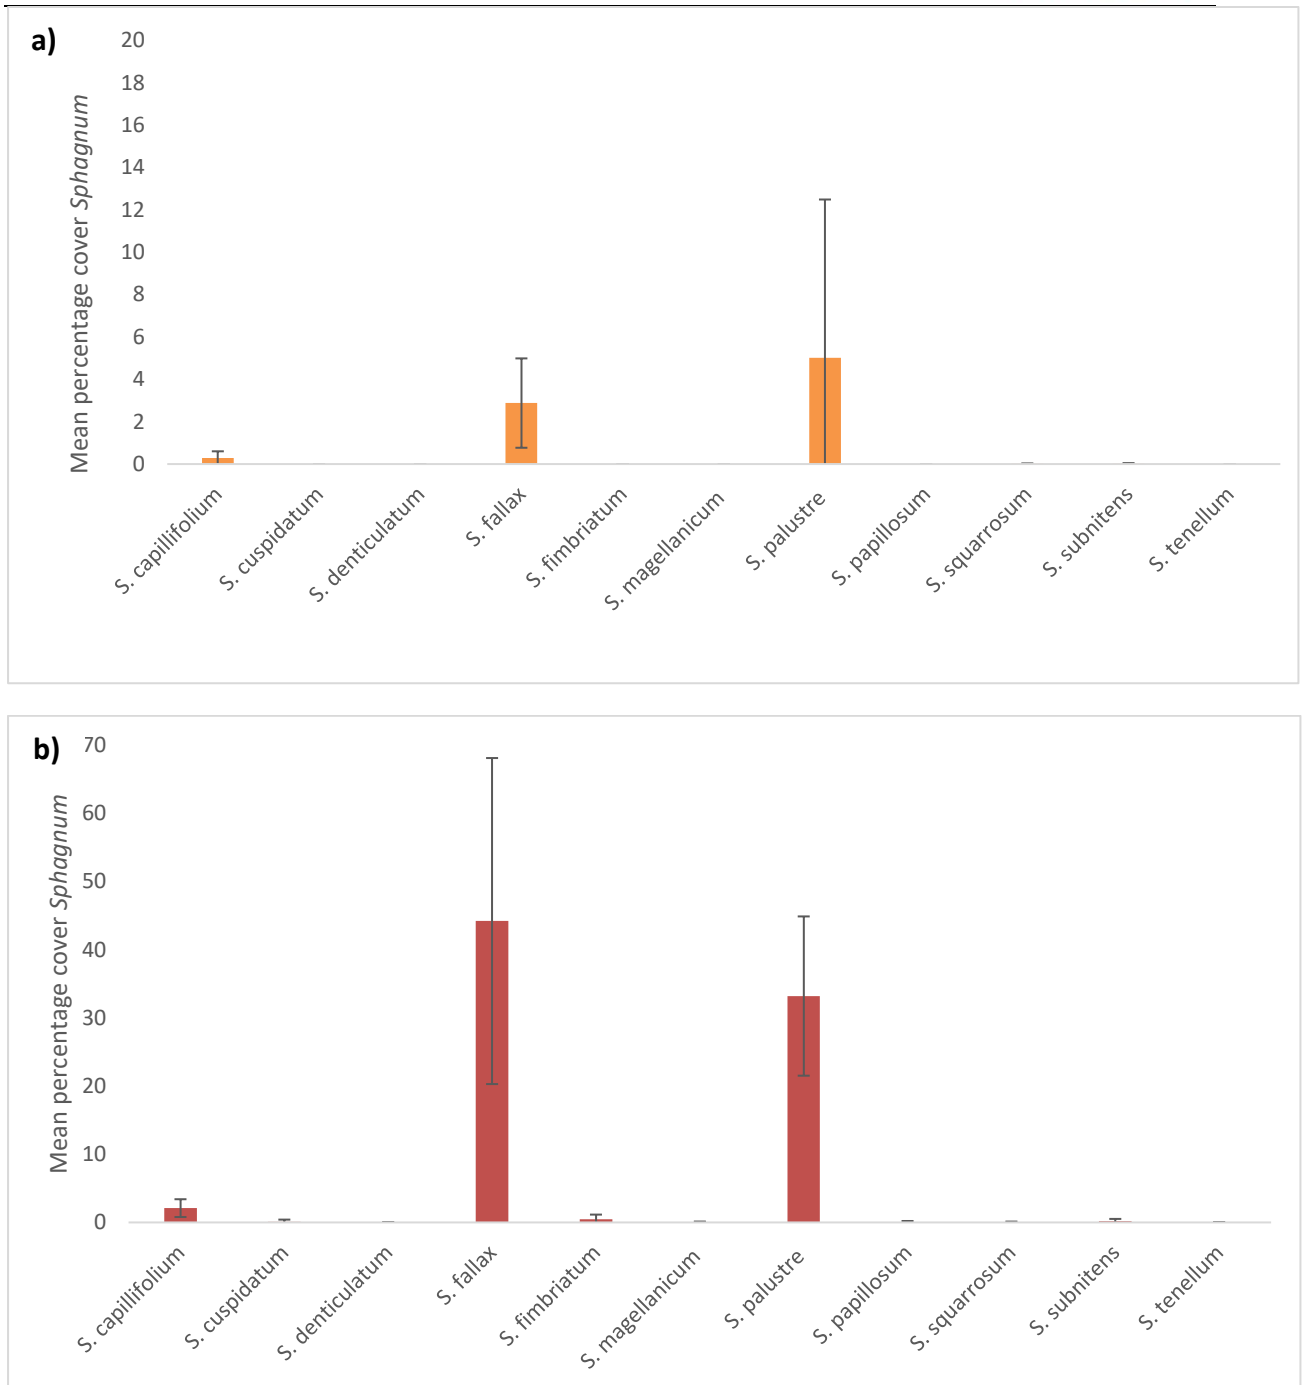 a)
Mean percentage cover Sphagnum
20
18
16
14
12
10
8
6
4
2
0
S. capillifolium
S. cuspidatum
S. denticulatum
S. fallax
S. fimbriatum
S. magellanicum
S. palustre
S. papillosum
S. squarrosum
S. subnitens
S. tenellum
b)
Mean percentage cover Sphagnum
70
60
50
40
30
20
10
0
S. capillifolium
S. cuspidatum
S. denticulatum
S. fallax
S. fimbriatum
S. magellanicum
S. palustre
S. papillosum
S. squarrosum
S. subnitens
S. tenellum